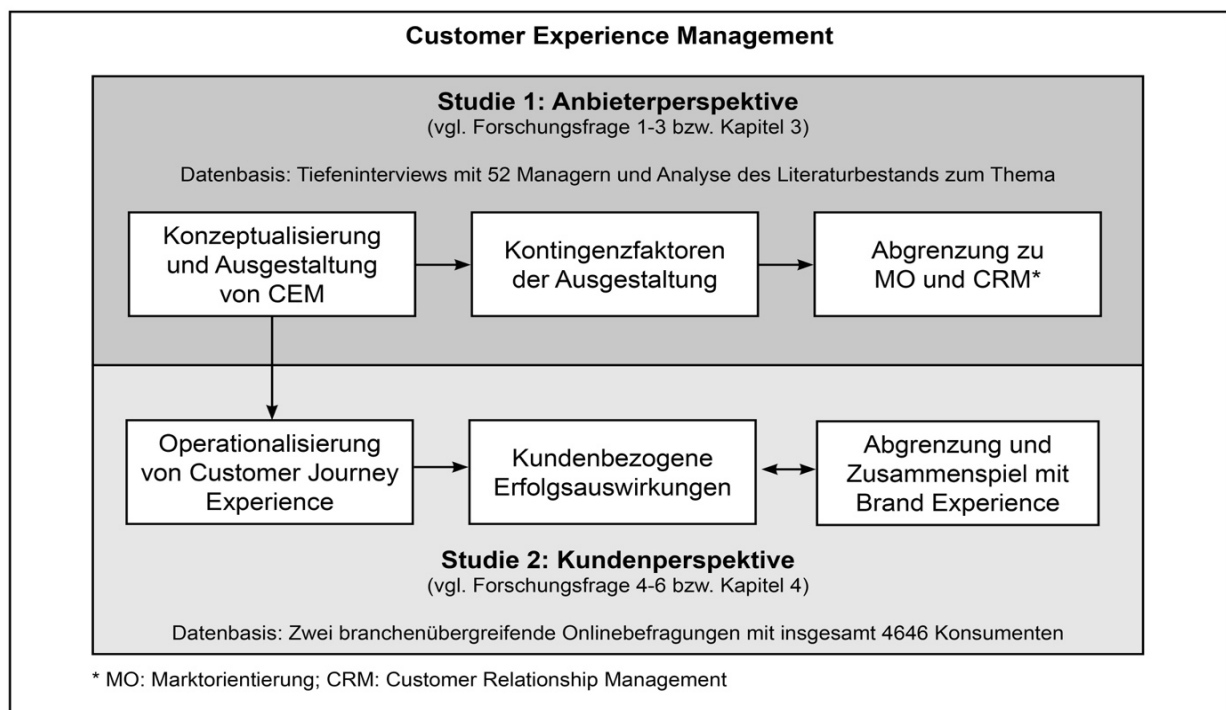 Customer Experience Management
Studie 1: Anbieterperspektive
(vgl. Forschungsfrage 1-3 bzw. Kapitel 3)
Datenbasis: Tiefeninterviews mit 52 Managern und Analyse des Literaturbestands zum Thema
Konzeptualisierung
und Ausgestaltung
von CEM
Kontingenzfaktoren
der Ausgestaltung
Abgrenzung zu
MO und CRM*
Operationalisierung
von Customer Journey
Experience
Kundenbezogene
Erfolgsauswirkungen
Abgrenzung und
Zusammenspiel mit
Brand Experience
Studie 2: Kundenperspektive
(vgl. Forschungsfrage 4-6 bzw. Kapitel 4)
Datenbasis: Zwei branchenübergreifende Onlinebefragungen mit insgesamt 4646 Konsumenten
* MO: Marktorientierung; CRM: Customer Relationship Management